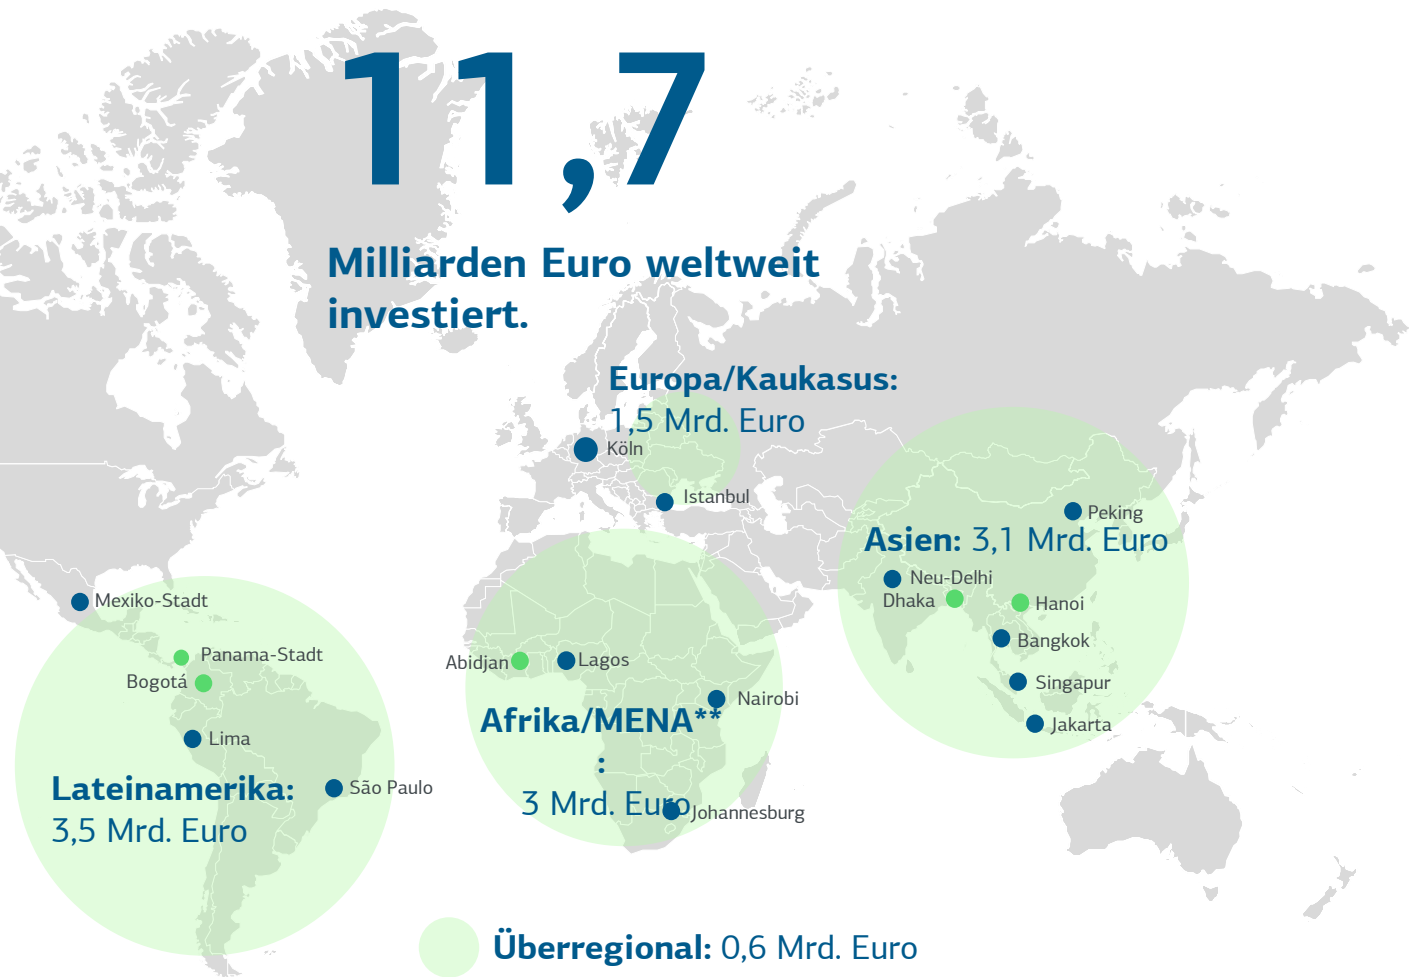 11,7
Milliarden Euro weltweit
investiert.
Europa/Kaukasus:
1,5 Mrd. Euro
Köln
Istanbul
Peking
Asien: 3,1 Mrd. Euro
Neu-Delhi
Dhaka
Hanoi
Bangkok
Singapur
Jakarta
Mexiko-Stadt
Panama-Stadt
Bogotá
Lima
Lateinamerika:
3,5 Mrd. Euro
São Paulo
Abidjan
Lagos
Nairobi
Afrika/MENA**
:
3 Mrd. Euro
Johannesburg
Überregional: 0,6 Mrd. Euro